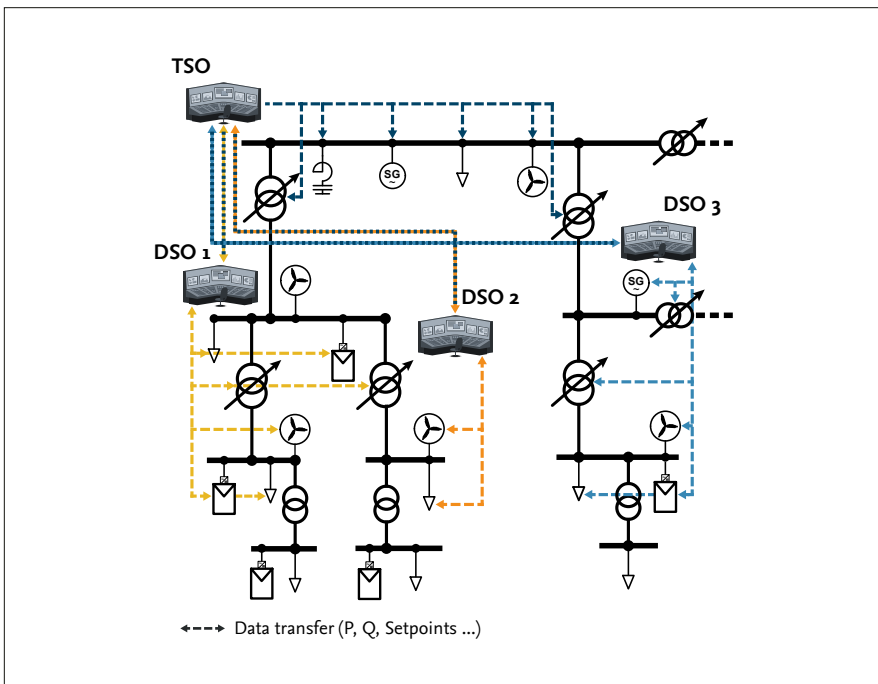 TSO
SG
~
DSO 3
DSO 1
SG
~
DSO 2
Data transfer (P, Q, Setpoints ...)